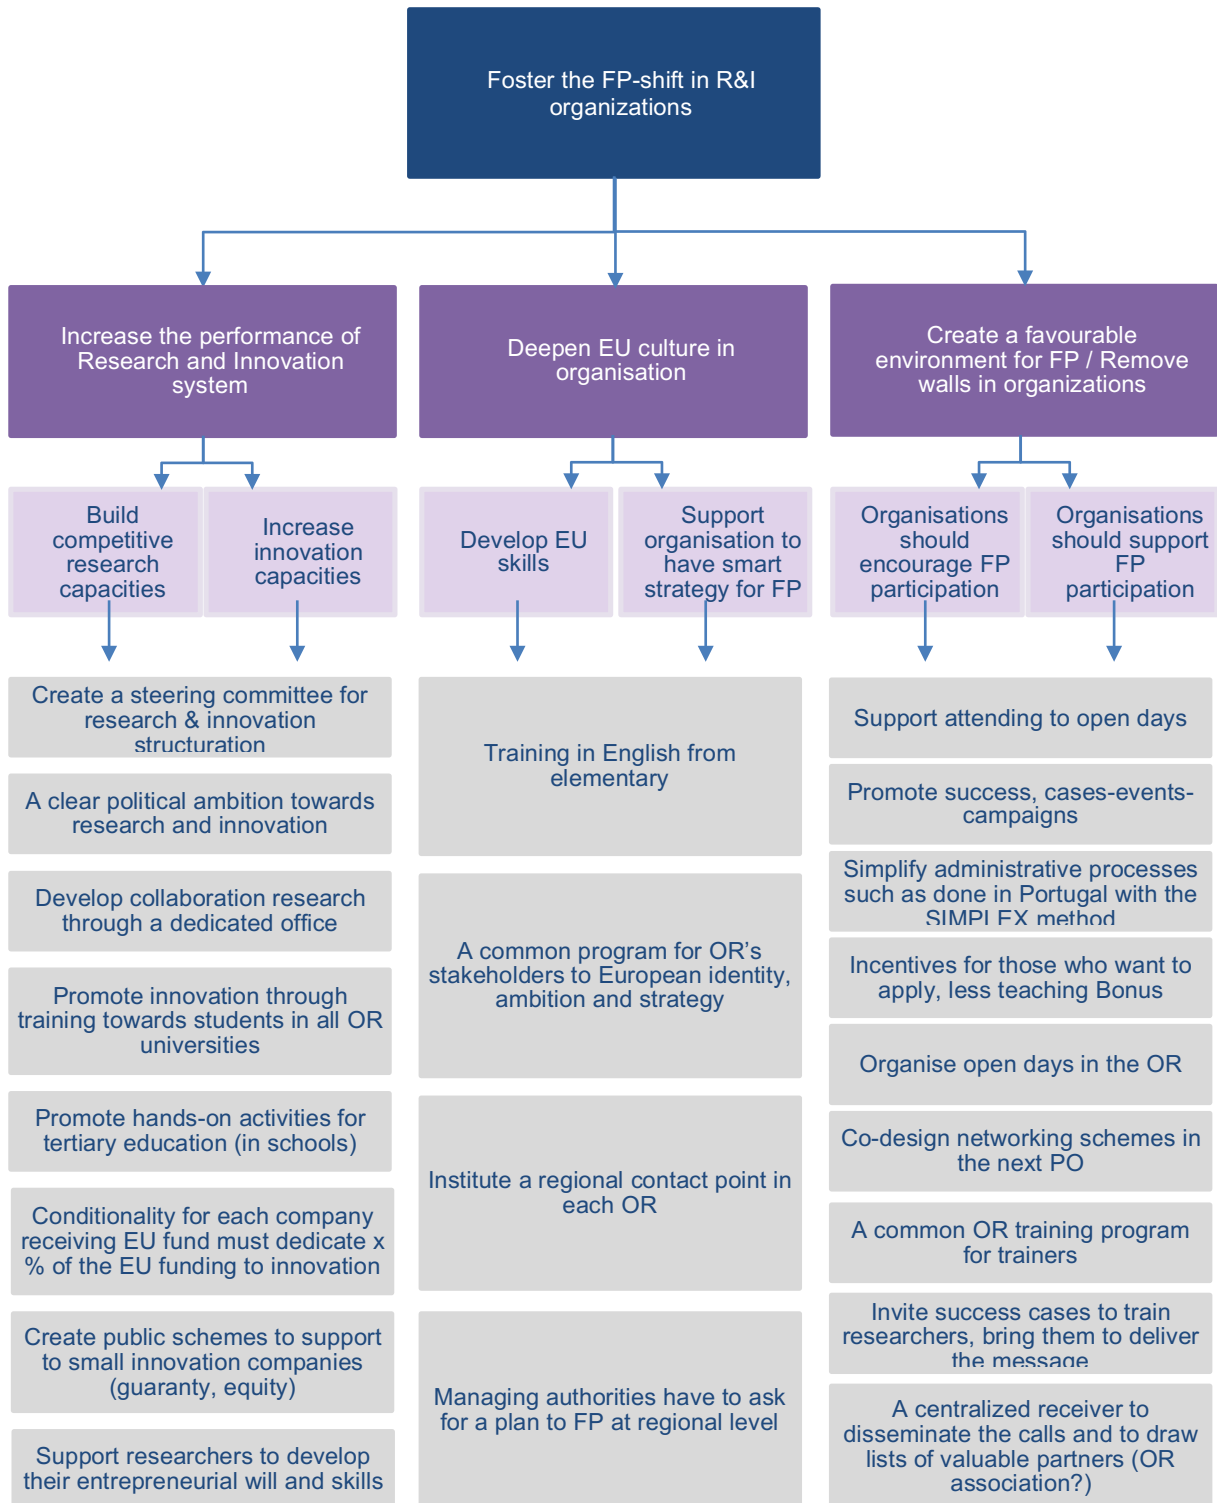 Foster the FP-shift in R&I
organizations
Increase the performance of
Research and Innovation
system
Deepen EU culture in
organisation
Create a favourable
environment for FP / Remove
walls in organizations
Build
competitive
research
capacities
Increase
innovation
capacities
Develop EU
skills
Support
organisation to
have smart
strategy for FP
Organisations
should
encourage FP
participation
Organisations
should support
FP
participation
Create a steering committee for
research & innovation
structuration
A clear political ambition towards
research and innovation
Develop collaboration research
through a dedicated office
Promote innovation through
training towards students in all OR
universities
Promote hands-on activities for
tertiary education (in schools)
Conditionality for each company
receiving EU fund must dedicate x
% of the EU funding to innovation
Create public schemes to support
to small innovation companies
(guaranty, equity)
Support researchers to develop
their entrepreneurial will and skills
Training in English from
elementary
A common program for OR’s
stakeholders to European identity,
ambition and strategy
Institute a regional contact point in
each OR
Managing authorities have to ask
for a plan to FP at regional level
Support attending to open days
Promote success, cases-events-
campaigns
Simplify administrative processes
such as done in Portugal with the
SIMPLEX method
Incentives for those who want to
apply, less teaching Bonus
Organise open days in the OR
Co-design networking schemes in
the next PO
A common OR training program
for trainers
Invite success cases to train
researchers, bring them to deliver
the message
A centralized receiver to
disseminate the calls and to draw
lists of valuable partners (OR
association?)